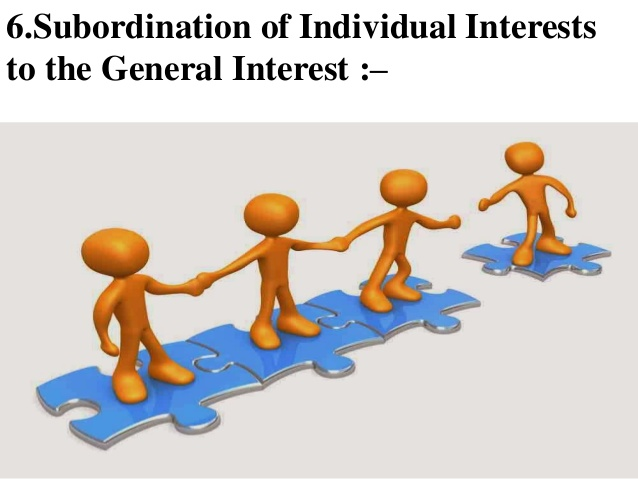 6.Subordination of Individual Interests
to the General Interest :–